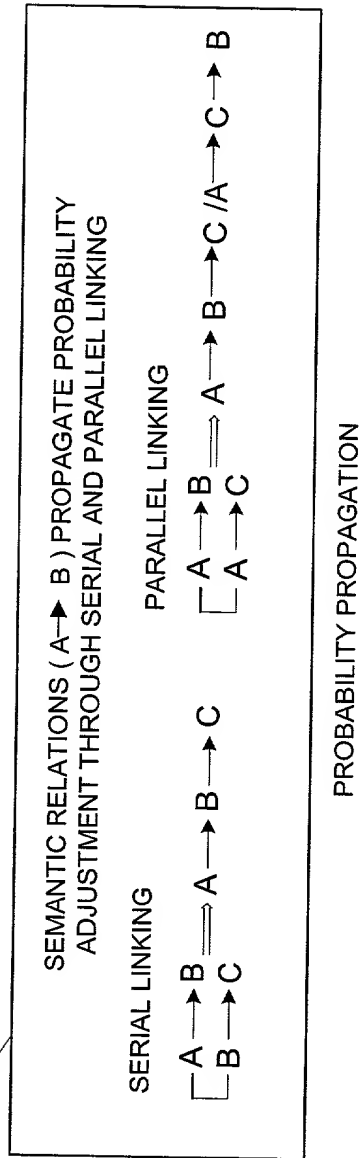 SEMANTIC RELATIONS ( A→ B ) PROPAGATE PROBABILITY
ADJUSTMENT THROUGH SERIAL AND PARALLEL LINKING
SERIAL LINKING
A → B
B → C
⇒ A → B → C
PARALLEL LINKING
A → B
A → C
⇒ A → B → C /A → C → B
PROBABILITY PROPAGATION